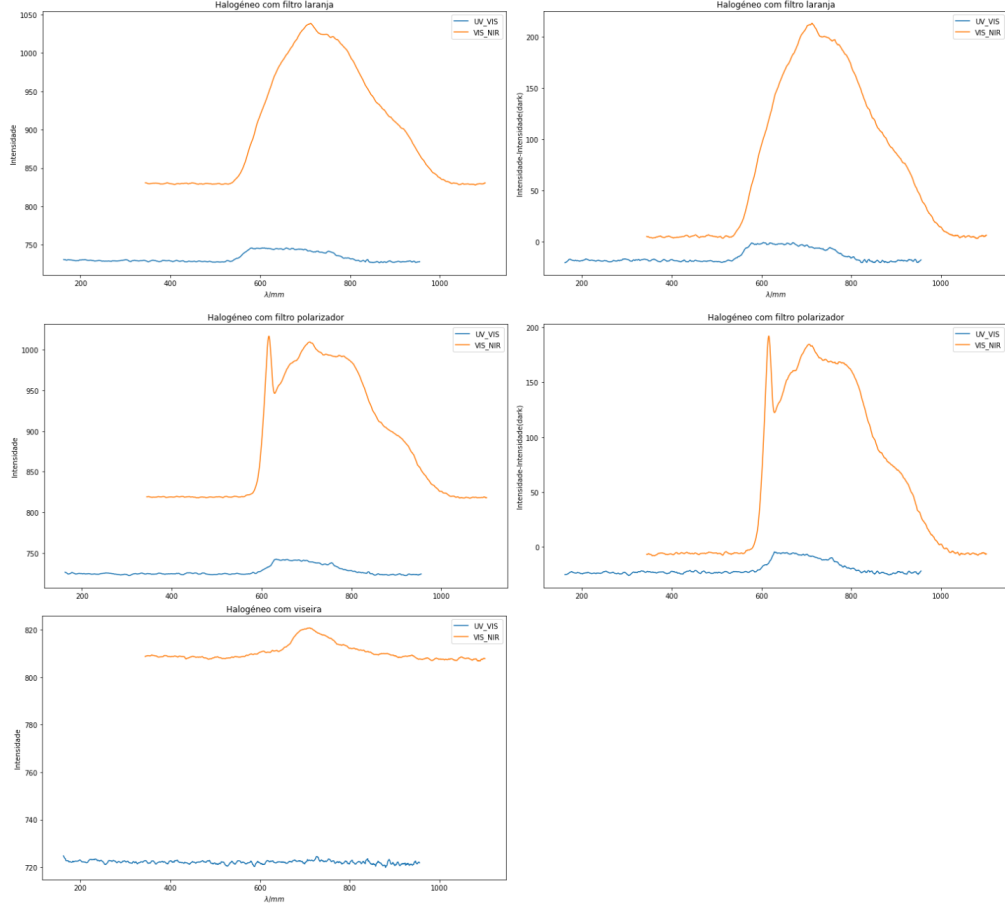 Halogéneo com filtro laranja
UV_VIS
VIS_NIR
Intensidade
1050
1000
950
900
850
800
750
200
400
600
800
1000
λ/mm
Halogéneo com filtro laranja
UV_VIS
VIS_NIR
Intensidade-Intensidade(dark)
200
150
100
50
0
200
400
600
800
1000
λ/mm
Halogéneo com filtro polarizador
UV_VIS
VIS_NIR
Intensidade
1000
950
900
850
800
750
200
400
600
800
1000
λ/mm
Halogéneo com filtro polarizador
UV_VIS
VIS_NIR
Intensidade-Intensidade(dark)
200
150
100
50
0
200
400
600
800
1000
λ/mm
Halogéneo com viseira
UV_VIS
VIS_NIR
Intensidade
820
800
780
760
740
720
200
400
600
800
1000
λ/mm